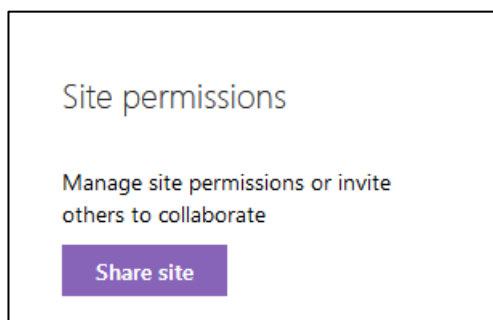 Site permissions
Manage site permissions or invite
others to collaborate
Share site